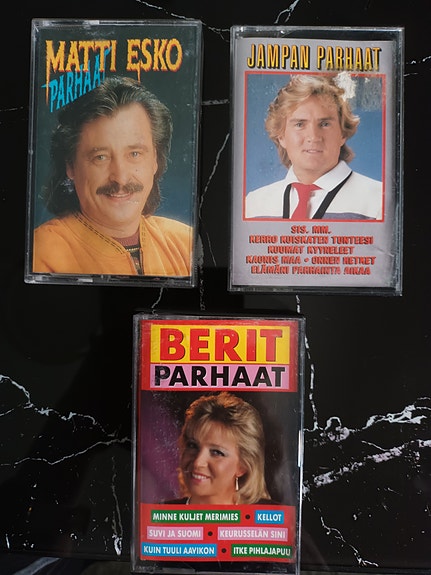 MATTI ESKO
PARHAAT
JAMPAN PARHAAT
SIS. MM.
KERRO KUISKATEN TUNTEESI
KUUMAT KYYNELEET
KAUNIS MAA • ONNEN HETKET
ELÄMÄNI PARHAINTA AIKAA
BERIT
PARHAAT
MINNE KULJET MERIMIES • KELLOT
SUVI JA SUOMI • KEURUSSELÄN SINI
KUIN TUULI AAVIKON • ITKE PIHLAJAPUU